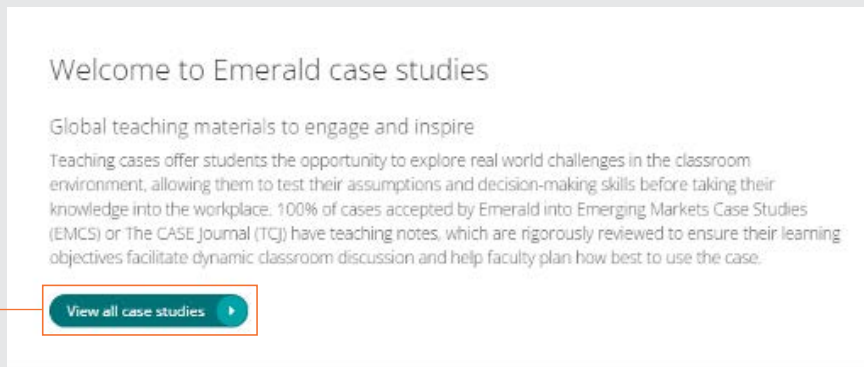 Welcome to Emerald case studies
Global teaching materials to engage and inspire
Teaching cases offer students the opportunity to explore real world challenges in the classroom
environment, allowing them to test their assumptions and decision-making skills before taking their
knowledge into the workplace. 100% of cases accepted by Emerald into Emerging Markets Case Studies
(EMCS) or The CASE Journal (TCJ) have teaching notes, which are rigorously reviewed to ensure their learning
objectives facilitate dynamic classroom discussion and help faculty plan how best to use the case.
View all case studies